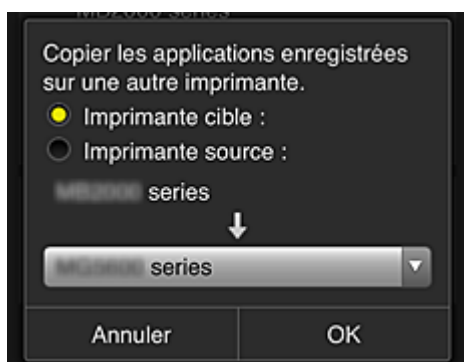 Copier les applications enregistrées
sur une autre imprimante.
Imprimante cible :
Imprimante source :
series
series
Annuler
OK